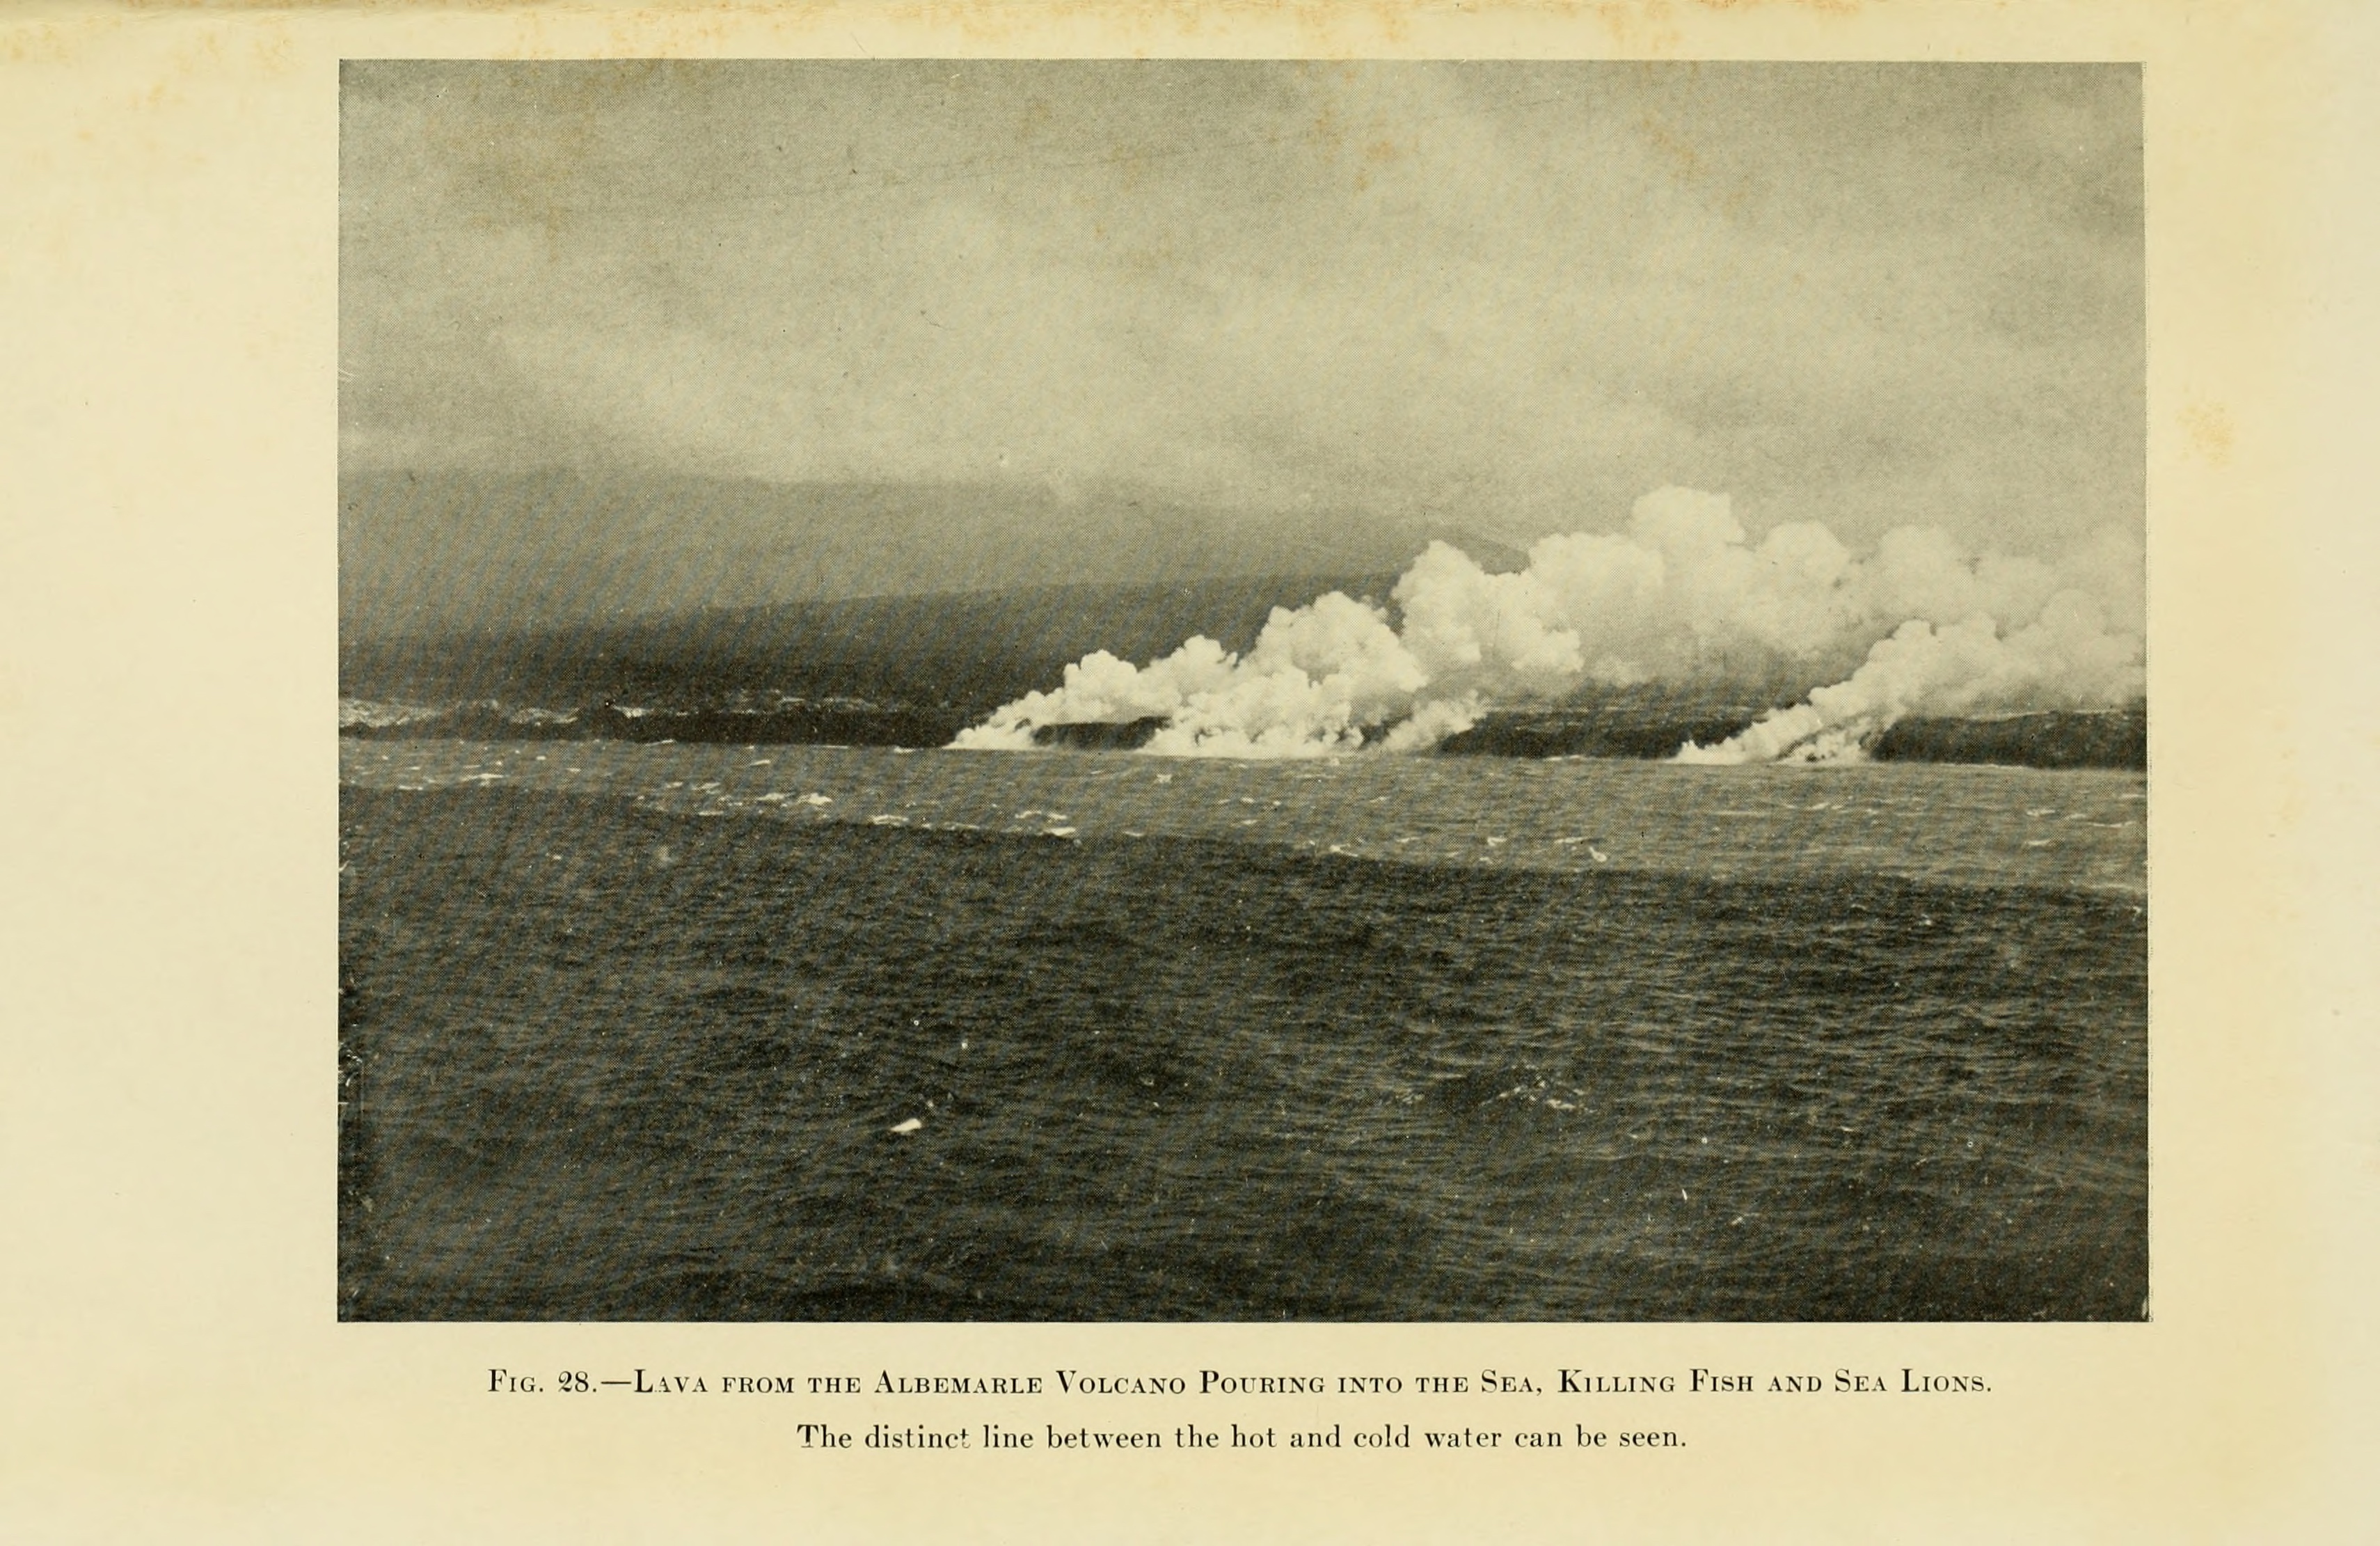 Fig. 28.—Lava from the Albemarle Volcano Pouring into the Sea, Killing Fish and Sea Lions.
The distinct line between the hot and cold water can be seen.